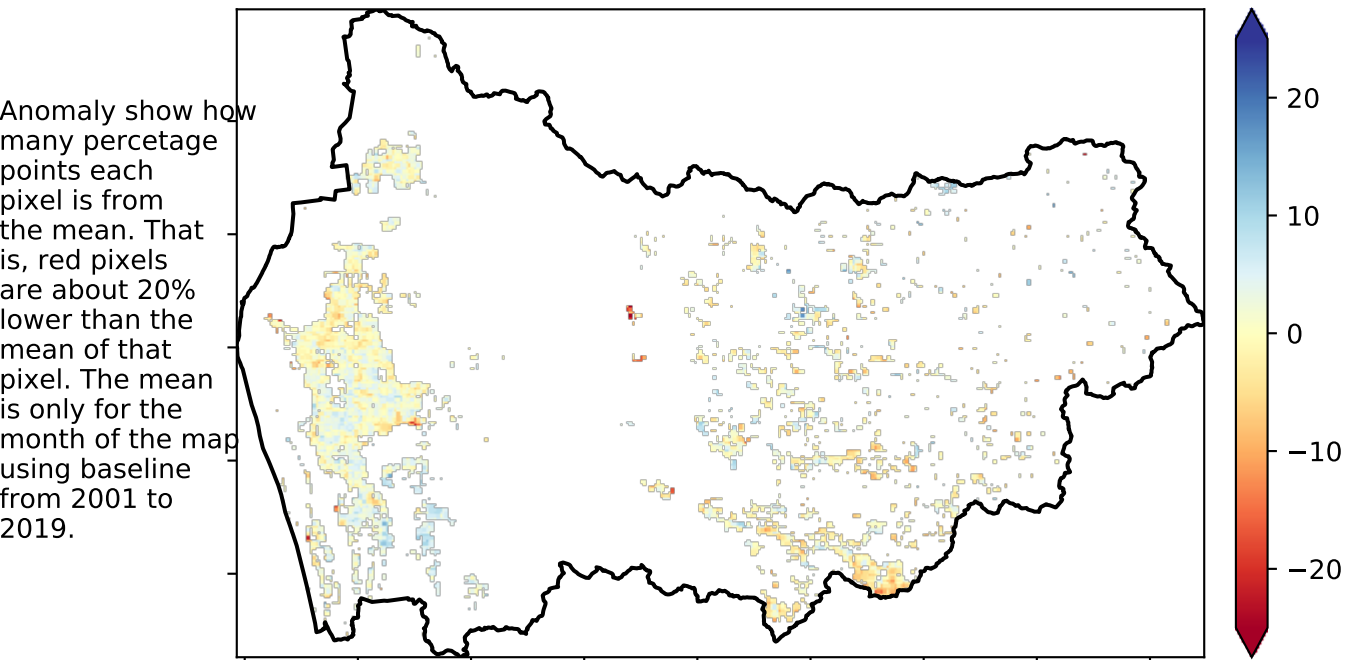 Anomaly show how
many percetage
points each
pixel is from
the mean. That
is, red pixels
are about 20%
lower than the
mean of that
pixel. The mean
is only for the
month of the map
using baseline
from 2001 to
2019.
20
10
0
−10
−20